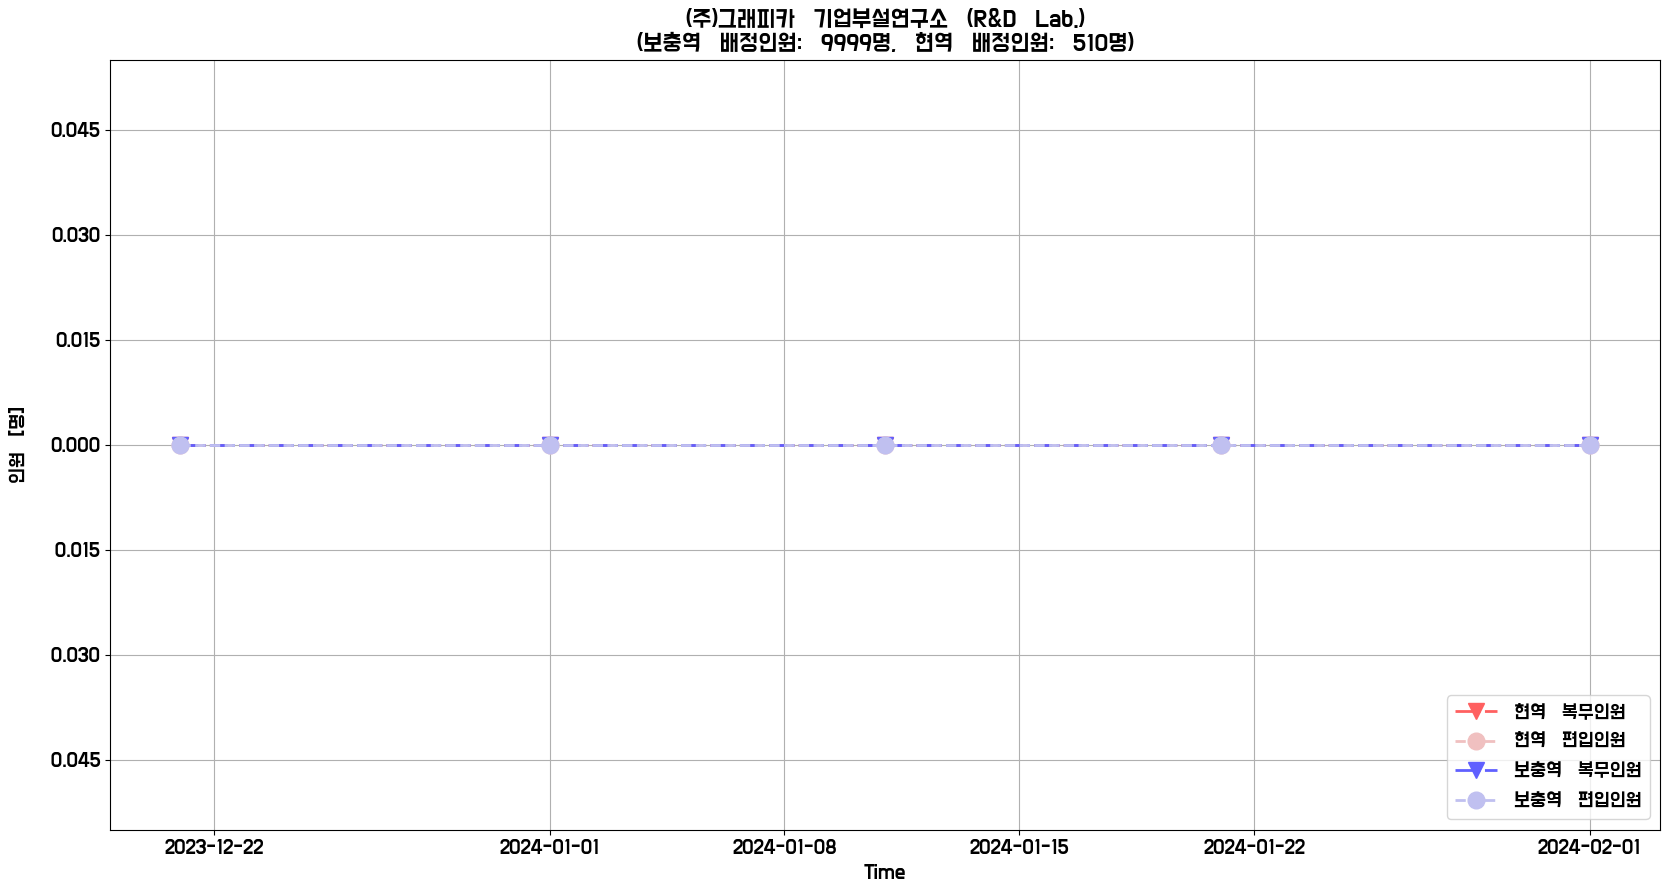 (주)그래피카 기업부설연구소 (R&D Lab.)
(보충역 배정인원: 9999명, 현역 배정인원: 510명)
0.045
0.030
0.015
0.000
0.015
0.030
0.045
인원 [명]
현역 복무인원
현역 편입인원
보충역 복무인원
보충역 편입인원
2023-12-22 2024-01-01 2024-01-08 2024-01-15 2024-01-22 2024-02-01
Time